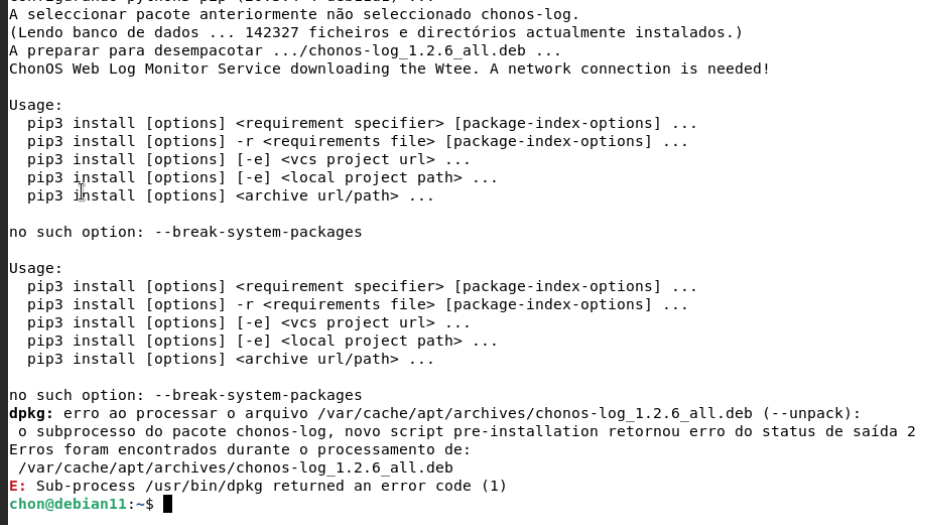 A seleccionar pacote anteriormente não seleccionado chonos-log.
(Lendo banco de dados ... 142327 ficheiros e directórios actualmente instalados.)
A preparar para desempacotar .../chonos-log_1.2.6_all.deb ...
ChonOS Web Log Monitor Service downloading the Wtee. A network connection is needed!
Usage:
pip3 install [options] <requirement specifier> [package-index-options] ...
pip3 install [options] -r <requirements file> [package-index-options] ...
pip3 install [options] [-e] <vcs project url> ...
pip3 install [options] [-e] <local project path> ...
pip3 install [options] <archive url/path> ...
no such option: --break-system-packages
Usage:
pip3 install [options] <requirement specifier> [package-index-options] ...
pip3 install [options] -r <requirements file> [package-index-options] ...
pip3 install [options] [-e] <vcs project url> ...
pip3 install [options] [-e] <local project path> ...
pip3 install [options] <archive url/path> ...
no such option: --break-system-packages
dpkg: erro ao processar o arquivo /var/cache/apt/archives/chonos-log_1.2.6_all.deb (--unpack):
o subprocesso do pacote chonos-log, novo script pre-installation retornou erro do status de saída 2
Erros foram encontrados durante o processamento de:
/var/cache/apt/archives/chonos-log_1.2.6_all.deb
E: Sub-process /usr/bin/dpkg returned an error code (1)
chon@debian11:~$